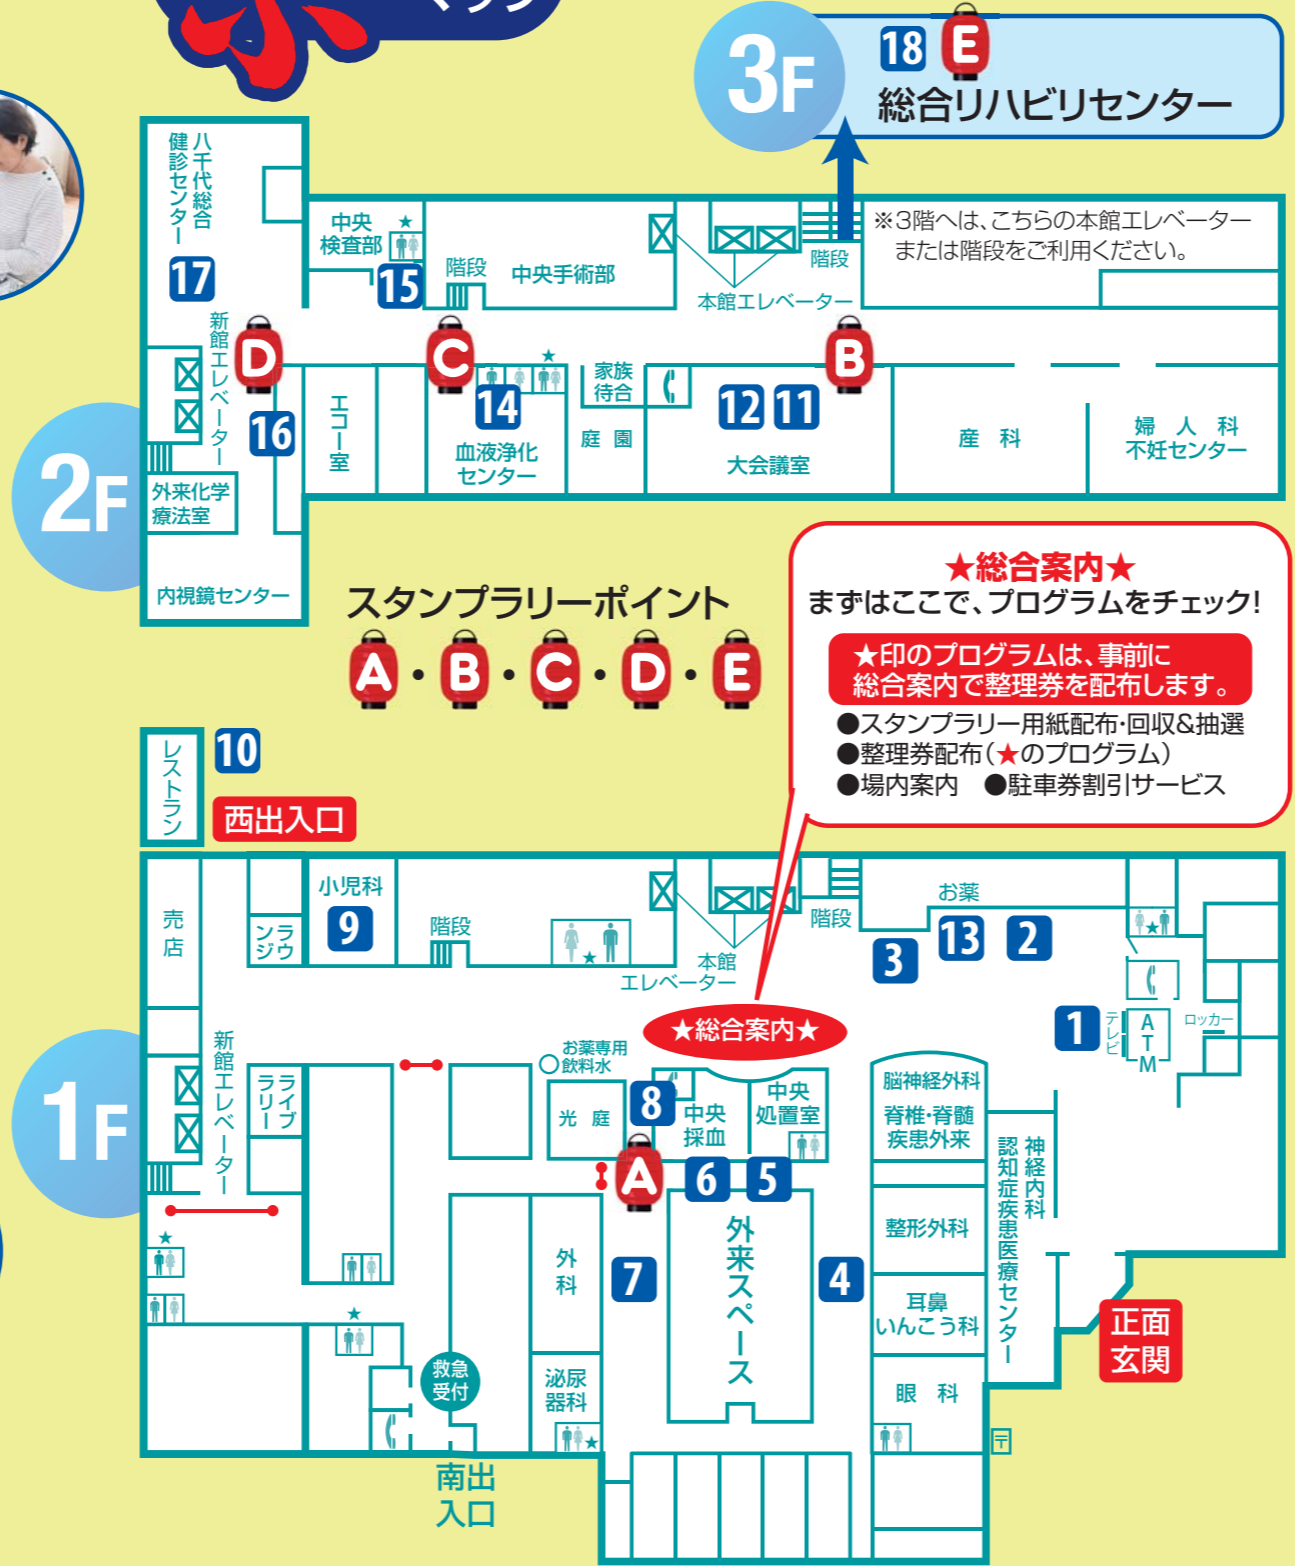 マップ
3F
18 E
総合リハビリセンター
※3階へは、こちらの本館エレベーター
または階段をご利用ください。
2F
八千代総合
健診センター
17
中央
検査部
★
15
階段
中央手術部
本館エレベーター
階段
新館エレベーター
D
C
B
16
エコー室
★
14
血液浄化
センター
家族
待合
庭園
12 11
大会議室
産科
婦人科
不妊センター
外来化学
療法室
内視鏡センター
スタンプラリーポイント
A・B・C・D・E
★総合案内★
まずはここで、プログラムをチェック!
★印のプログラムは、事前に
総合案内で整理券を配布します。
●スタンプラリー用紙配布・回収&抽選
●整理券配布(★のプログラム)
●場内案内 ●駐車券割引サービス
レストラン
10
西出入口
1F
売店
ラウ
ンジ
小児科
9
階段
★
本館
エレベーター
階段
お薬
3
13
2
★
1
テレビ
ATM
ロッカー
★総合案内★
新館エレベーター
ライブ
ラリー
お薬専用
飲料水
光庭
8
中央
採血
中央
処置室
A
6
5
脳神経外科
脊椎・脊髄
疾患外来
神経内科
認知症疾患医療センター
整形外科
外科
7
外来スペース
4
耳鼻
いんこう科
正面
玄関
★
★
救急
受付
泌尿
器科
★
眼科
〒
南出
入口